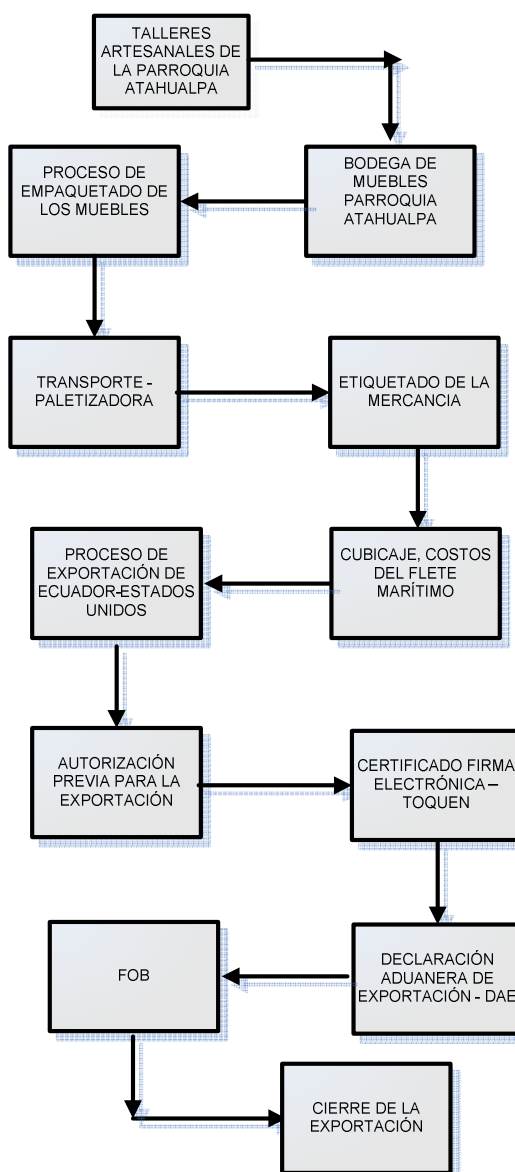 TALLERES
ARTESANALES DE
LA PARROQUIA
ATAHUALPA
BODEGA DE
MUEBLES
PARROQUIA
ATAHUALPA
PROCESO DE
EMPAQUETADO DE
LOS MUEBLES
TRANSPORTE -
PALETIZADORA
ETIQUETADO DE LA
MERCANCIA
CUBICAJE, COSTOS
DEL FLETE
MARÍTIMO
PROCESO DE
EXPORTACIÓN DE
ECUADOR-ESTADOS
UNIDOS
AUTORIZACIÓN
PREVIA PARA LA
EXPORTACIÓN
CERTIFICADO FIRMA
ELECTRÓNICA –
TOQUEN
DECLARACIÓN
ADUANERA DE
EXPORTACIÓN - DAE
FOB
CIERRE DE LA
EXPORTACIÓN